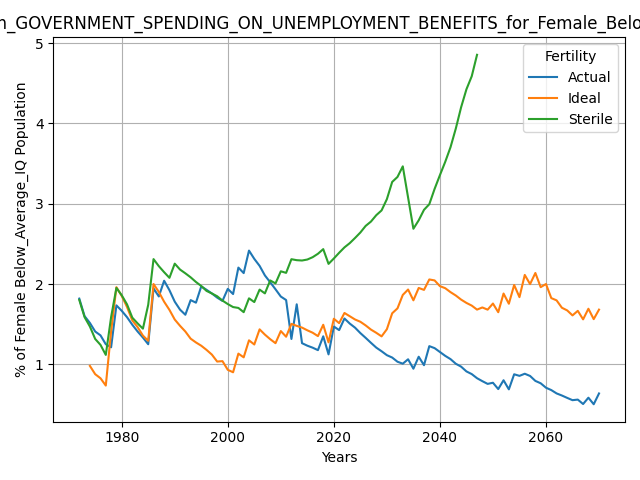 n_GOVERNMENT_SPENDING_ON_UNEMPLOYMENT_BENEFITS_for_Female_Belo
Fertility
Actual
Ideal
Sterile
% of Female Below_Average_IQ Population
5
4
3
2
1
1980
2000
2020
2040
2060
Years